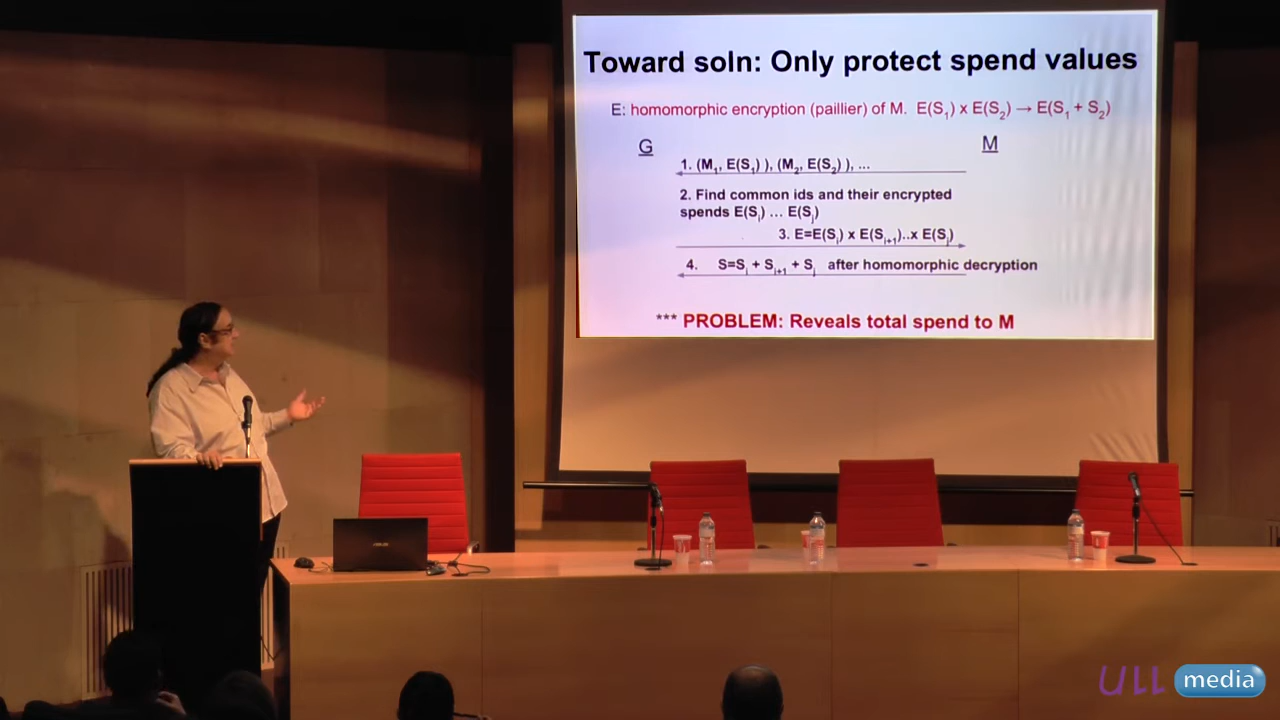 Toward soln: Only protect spend values
E: homomorphic encryption (paillier) of M. E(S₁) x E(S₂) → E(S₁ + S₂)
G
M
1. (M₁, E(S₁) ), (M₂, E(S₂) ), ...
2. Find common ids and their encrypted
spends E(Sᵢ) ... E(Sⱼ)
3. E=E(Sᵢ) x E(Sᵢ₊₁)..x E(Sⱼ)
4. S=Sᵢ + Sᵢ₊₁ + Sⱼ after homomorphic decryption
*** PROBLEM: Reveals total spend to M
ASUS
ULL media